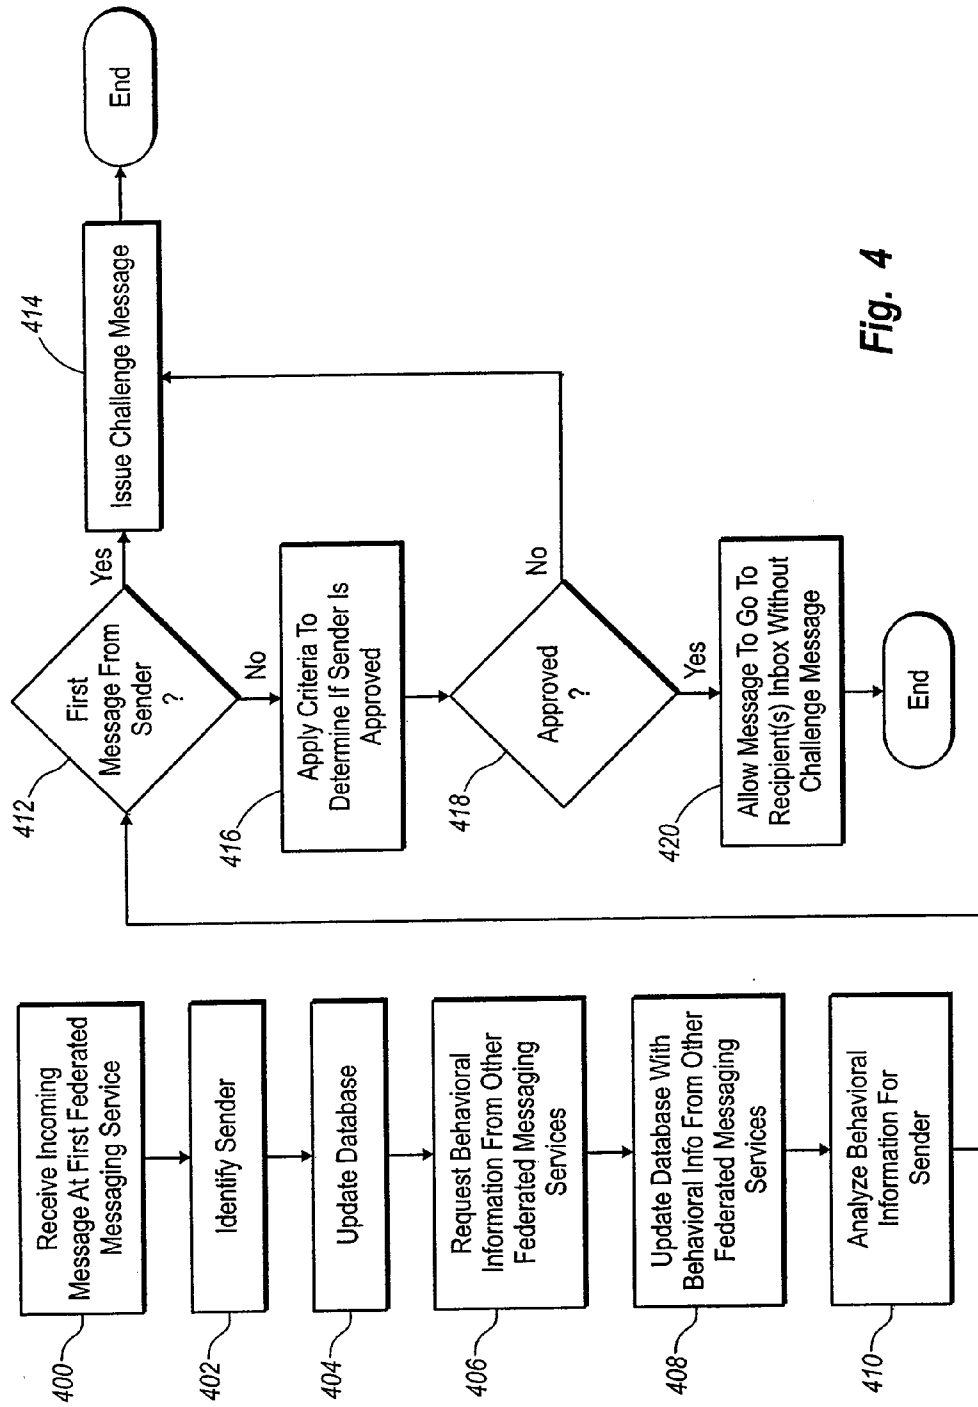 400
Receive Incoming
Message At First Federated
Messaging Service
402
Identify Sender
404
Update Database
406
Request Behavioral
Information From Other
Federated Messaging
Services
408
Update Database With
Behavioral Info From Other
Federated Messaging
Services
410
Analyze Behavioral
Information For
Sender
412
First
Message From
Sender
?
Yes
No
414
Issue Challenge Message
End
416
Apply Criteria To
Determine If Sender Is
Approved
418
Approved
?
No
Yes
420
Allow Message To Go To
Recipient(s) Inbox Without
Challenge Message
End
Fig. 4